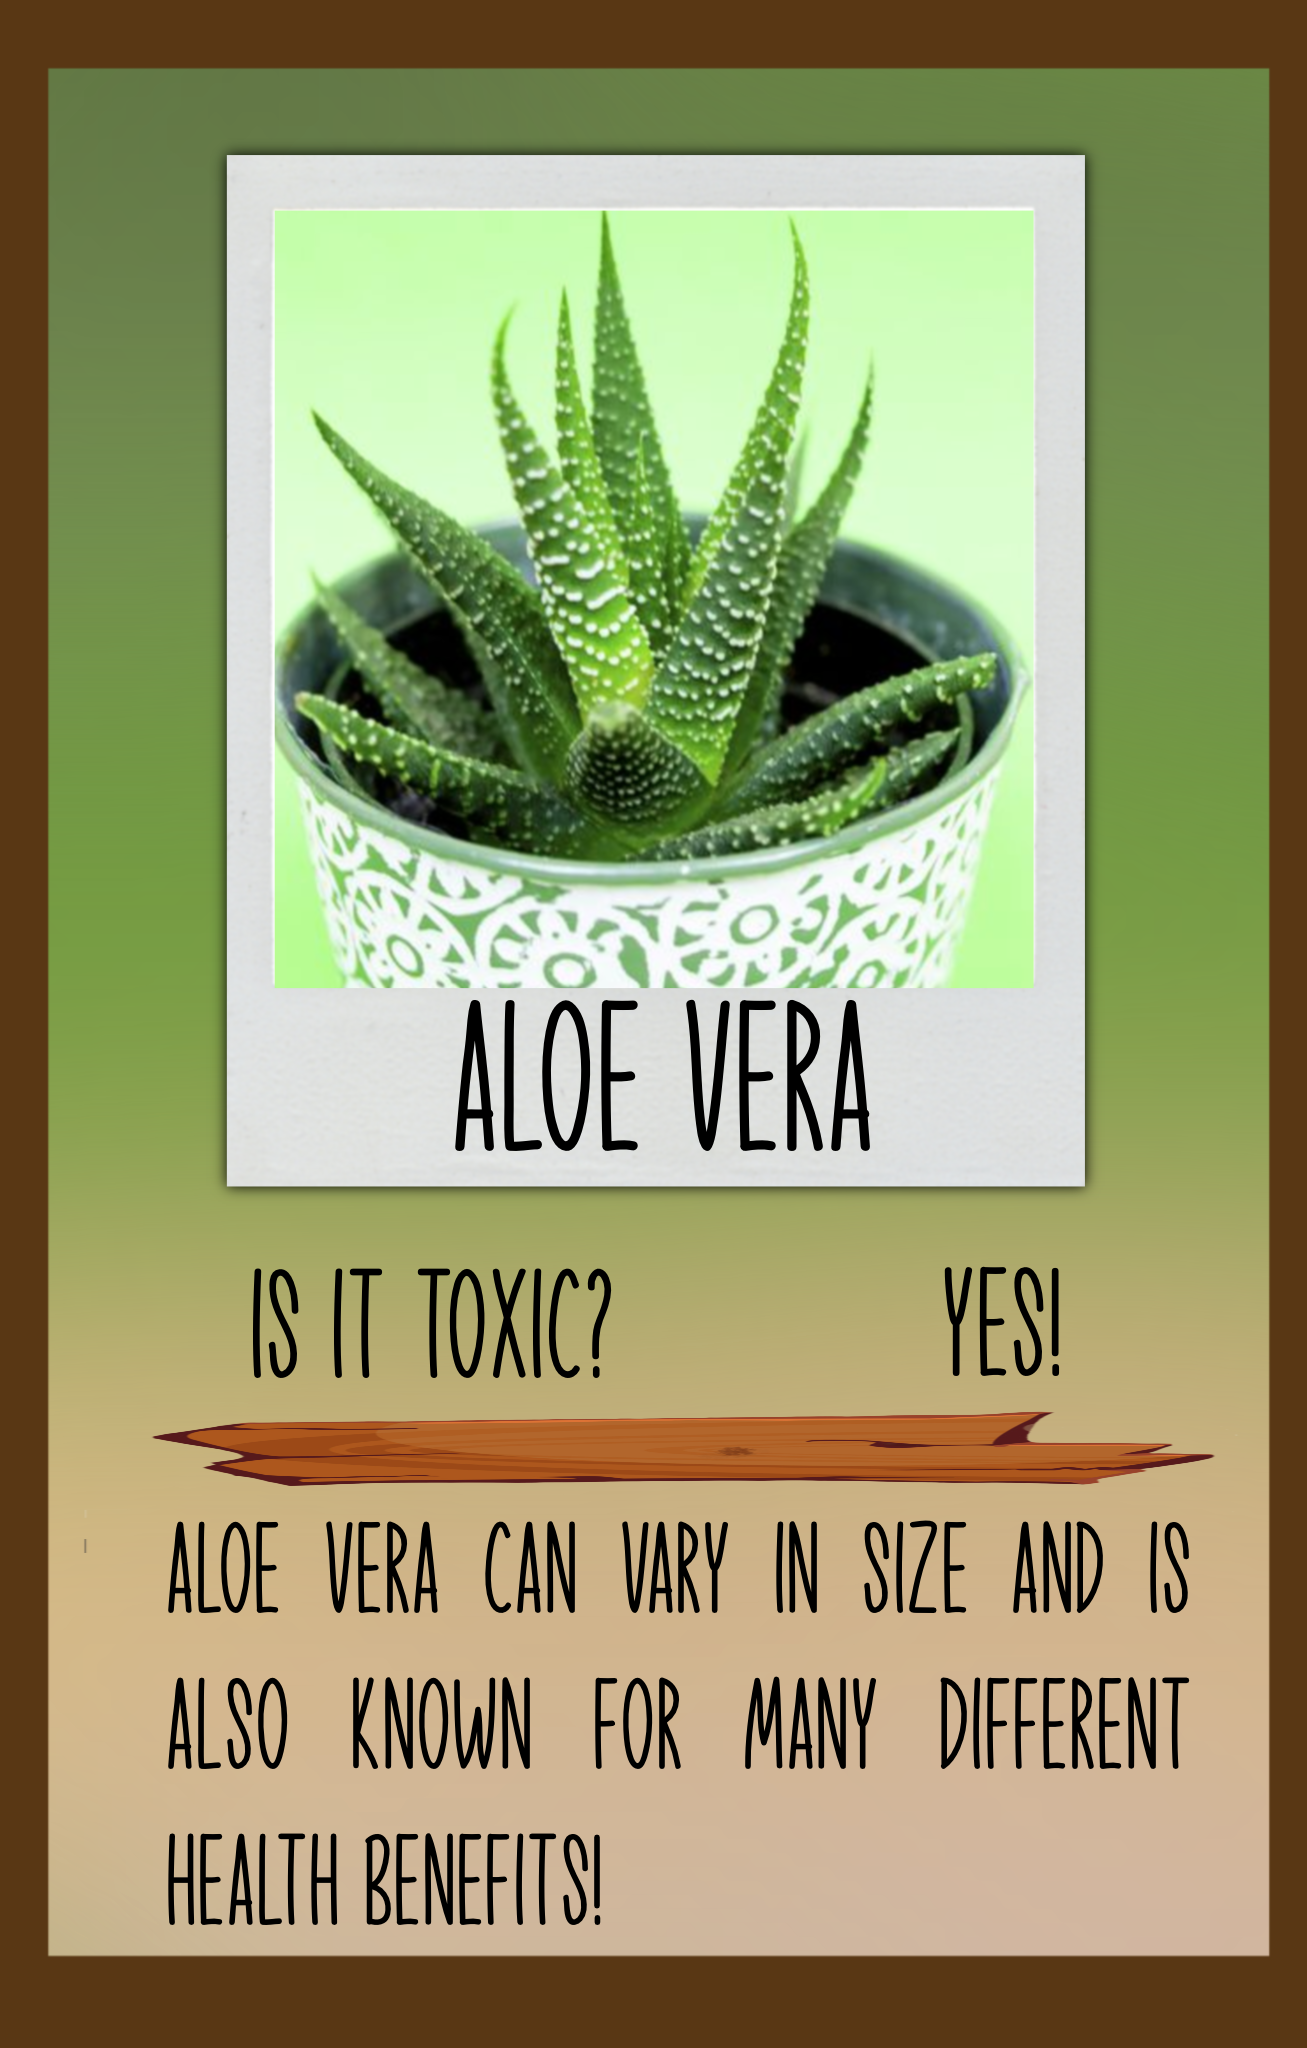 ALOE VERA
IS IT TOXIC? YES!
ALOE VERA CAN VARY IN SIZE AND IS
ALSO KNOWN FOR MANY DIFFERENT
HEALTH BENEFITS!